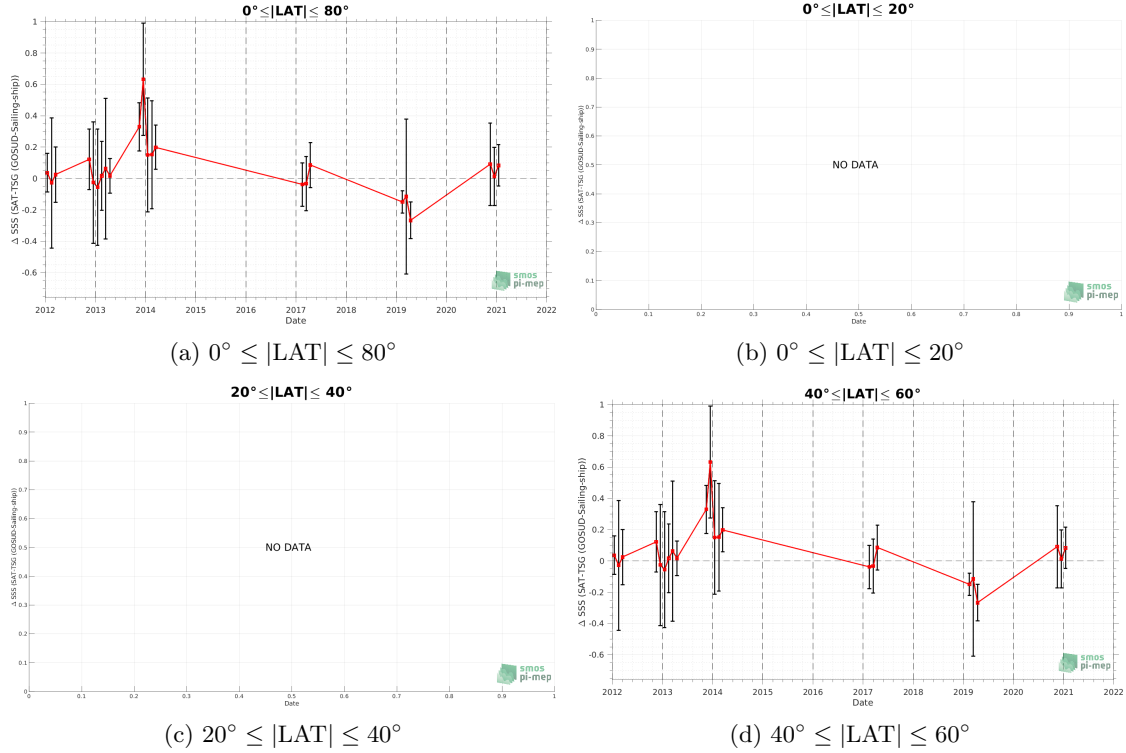 0°≤|LAT|≤ 80°
Δ SSS (SAT-TSG (GOSUD-Sailing-ship))
1
0.8
0.6
0.4
0.2
0
-0.2
-0.4
-0.6
2012 2013 2014 2015 2016 2017 2018 2019 2020 2021 2022
Date
smos
pi-mep
(a) 0° ≤ |LAT| ≤ 80°
0°≤|LAT|≤ 20°
Δ SSS (SAT-TSG (GOSUD-Sailing-ship))
1
0.9
0.8
0.7
0.6
0.5
0.4
0.3
0.2
0.1
0
NO DATA
0 0.1 0.2 0.3 0.4 0.5 0.6 0.7 0.8 0.9 1
Date
smos
pi-mep
(b) 0° ≤ |LAT| ≤ 20°
20°≤|LAT|≤ 40°
Δ SSS (SAT-TSG (GOSUD-Sailing-ship))
1
0.9
0.8
0.7
0.6
0.5
0.4
0.3
0.2
0.1
0
NO DATA
0 0.1 0.2 0.3 0.4 0.5 0.6 0.7 0.8 0.9 1
Date
smos
pi-mep
(c) 20° ≤ |LAT| ≤ 40°
40°≤|LAT|≤ 60°
Δ SSS (SAT-TSG (GOSUD-Sailing-ship))
1
0.8
0.6
0.4
0.2
0
-0.2
-0.4
-0.6
2012 2013 2014 2015 2016 2017 2018 2019 2020 2021 2022
Date
smos
pi-mep
(d) 40° ≤ |LAT| ≤ 60°